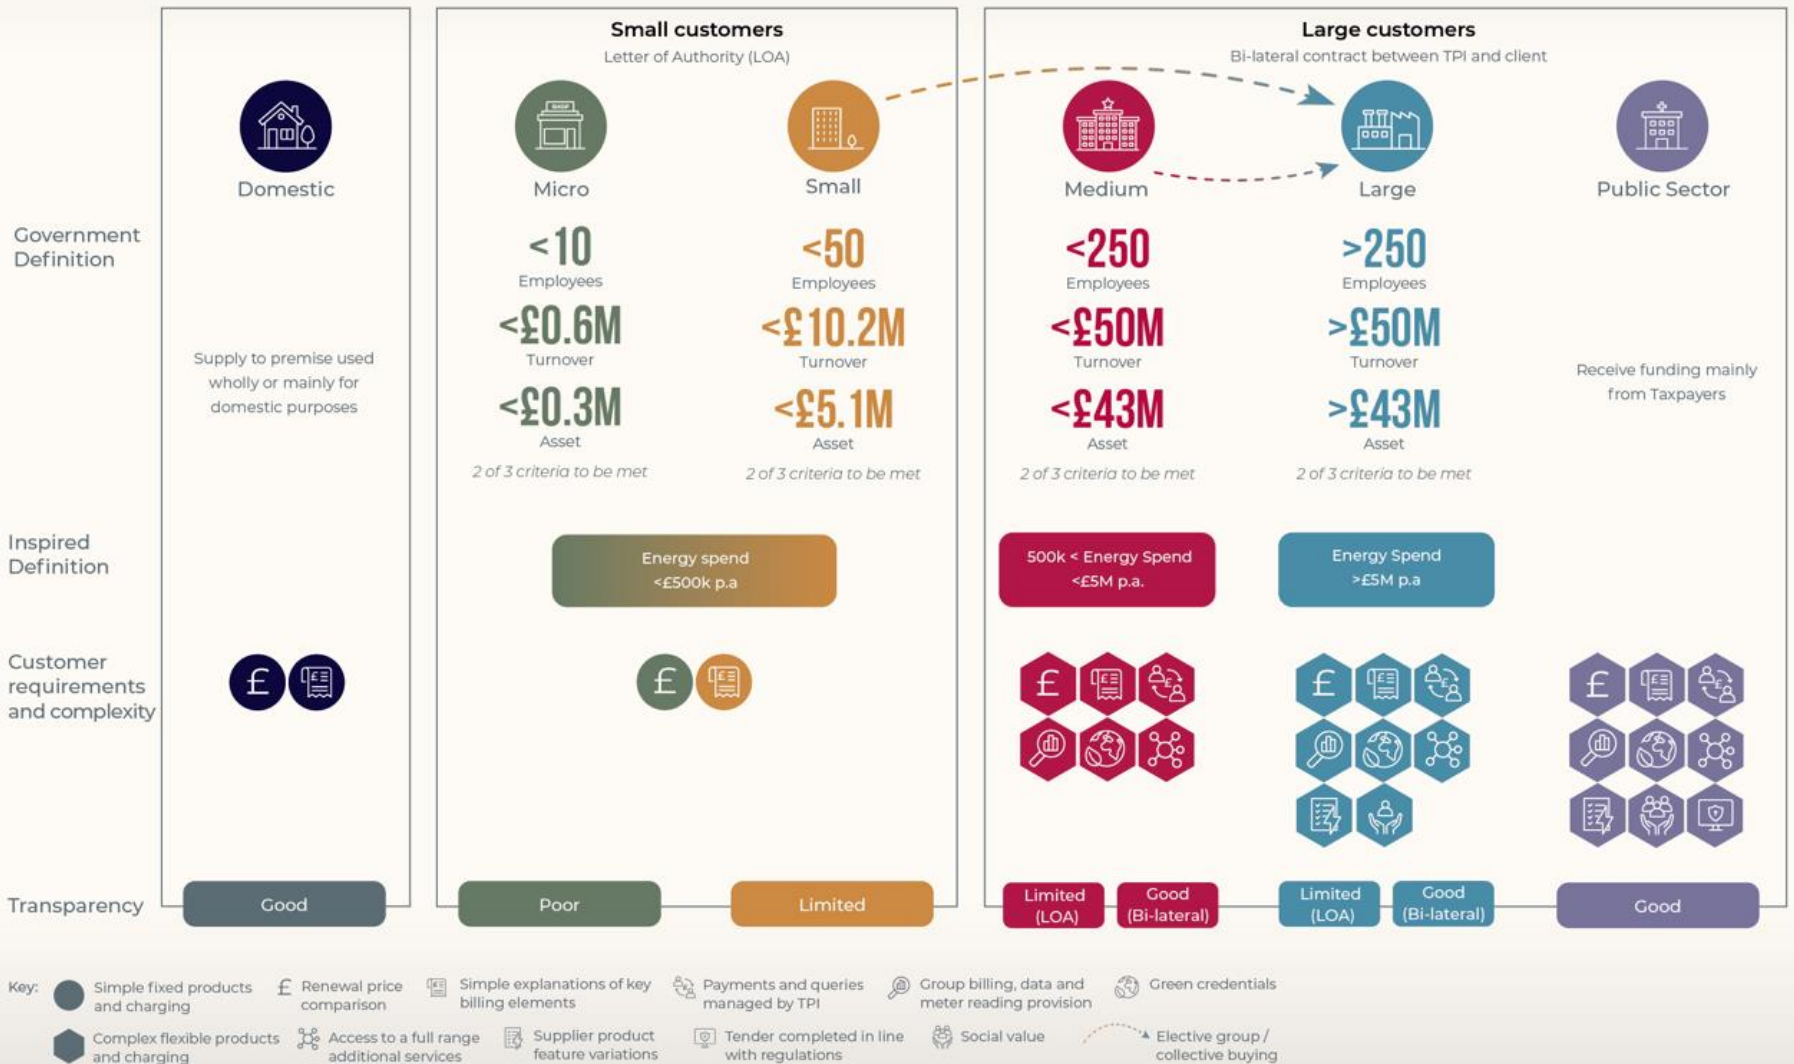 Small customers
Letter of Authority (LOA)
Large customers
Bi-lateral contract between TPI and client
Domestic
SHOP
Micro
Small
Medium
Large
Public Sector
Government
Definition
Supply to premise used
wholly or mainly for
domestic purposes
<10
Employees
<£0.6M
Turnover
<£0.3M
Asset
2 of 3 criteria to be met
<50
Employees
<£10.2M
Turnover
<£5.1M
Asset
2 of 3 criteria to be met
<250
Employees
<£50M
Turnover
<£43M
Asset
2 of 3 criteria to be met
>250
Employees
>£50M
Turnover
>£43M
Asset
2 of 3 criteria to be met
Receive funding mainly
from Taxpayers
Inspired
Definition
Energy spend
<£500k p.a
500k < Energy Spend
<£5M p.a.
Energy Spend
>£5M p.a
Customer
requirements
and complexity
£
£
£
£
£
£
£
£
£
£
£
£
£
Transparency
Good
Poor
Limited
Limited
(LOA)
Good
(Bi-lateral)
Limited
(LOA)
Good
(Bi-lateral)
Good
Key:
Simple fixed products
and charging
£
Renewal price
comparison
£
Simple explanations of key
billing elements
£
Payments and queries
managed by TPI
Group billing, data and
meter reading provision
Green credentials
Complex flexible products
and charging
Access to a full range
additional services
Supplier product
feature variations
Tender completed in line
with regulations
Social value
Elective group /
collective buying